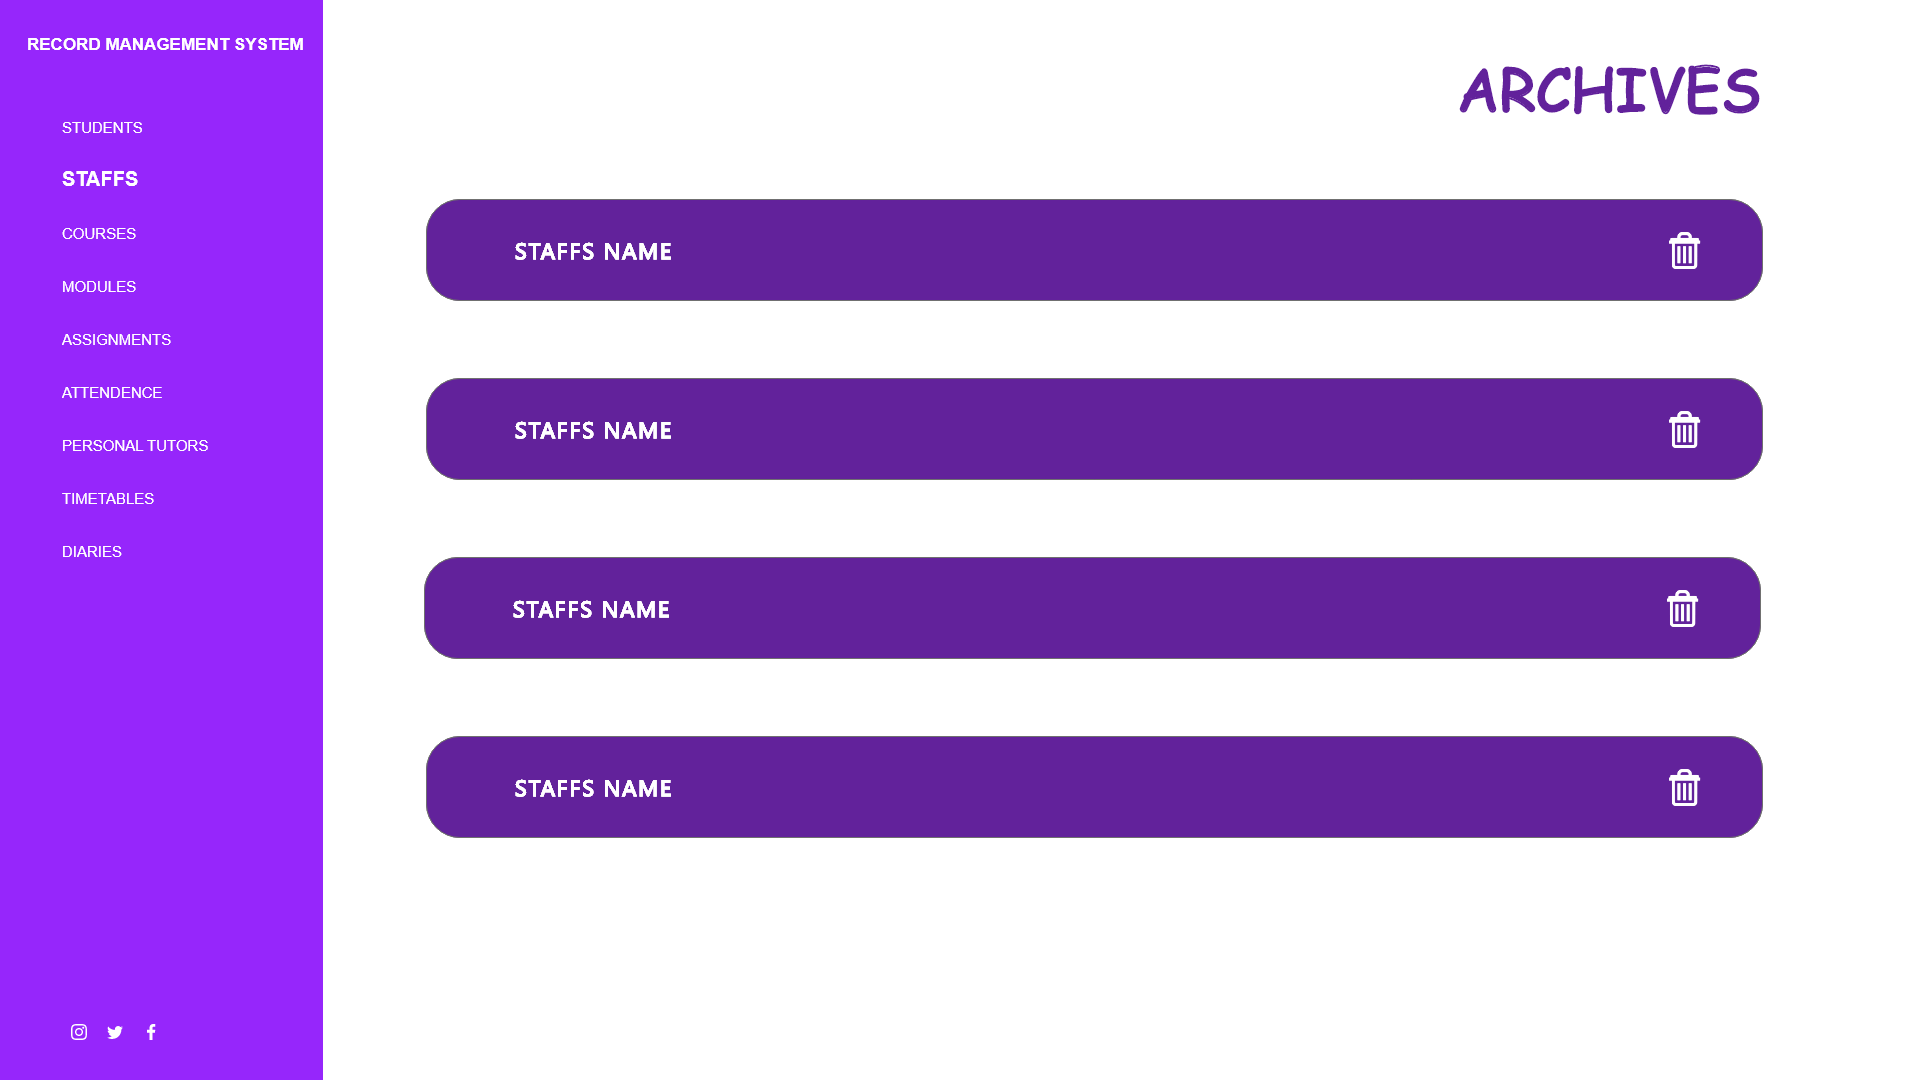 RECORD MANAGEMENT SYSTEM
STUDENTS
STAFFS
COURSES
MODULES
ASSIGNMENTS
ATTENDENCE
PERSONAL TUTORS
TIMETABLES
DIARIES
ARCHIVES
STAFFS NAME
STAFFS NAME
STAFFS NAME
STAFFS NAME